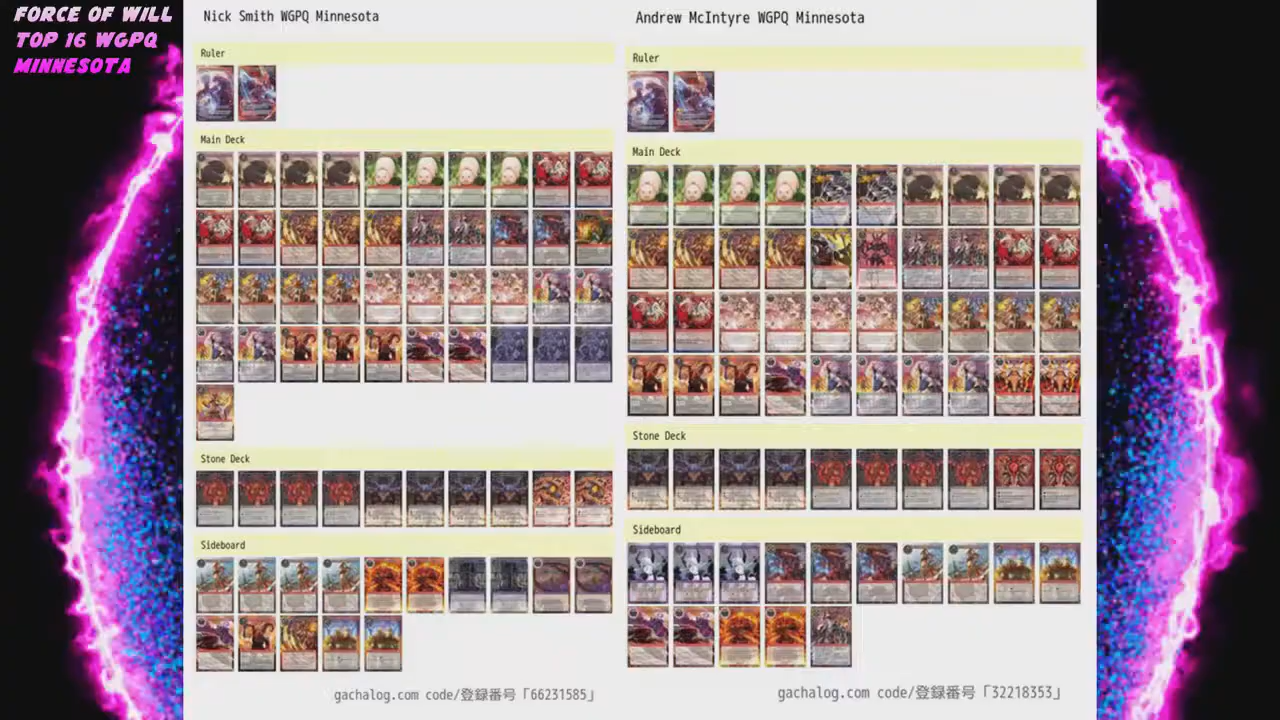 FORCE OF WILL
TOP 16 WGPQ
MINNESOTA
Nick Smith WGPQ Minnesota
Ruler
Main Deck
Stone Deck
Sideboard
gachalog.com code/登録番号「66231585」
Andrew McIntyre WGPQ Minnesota
Ruler
Main Deck
Stone Deck
Sideboard
gachalog.com code/登録番号「32218353」